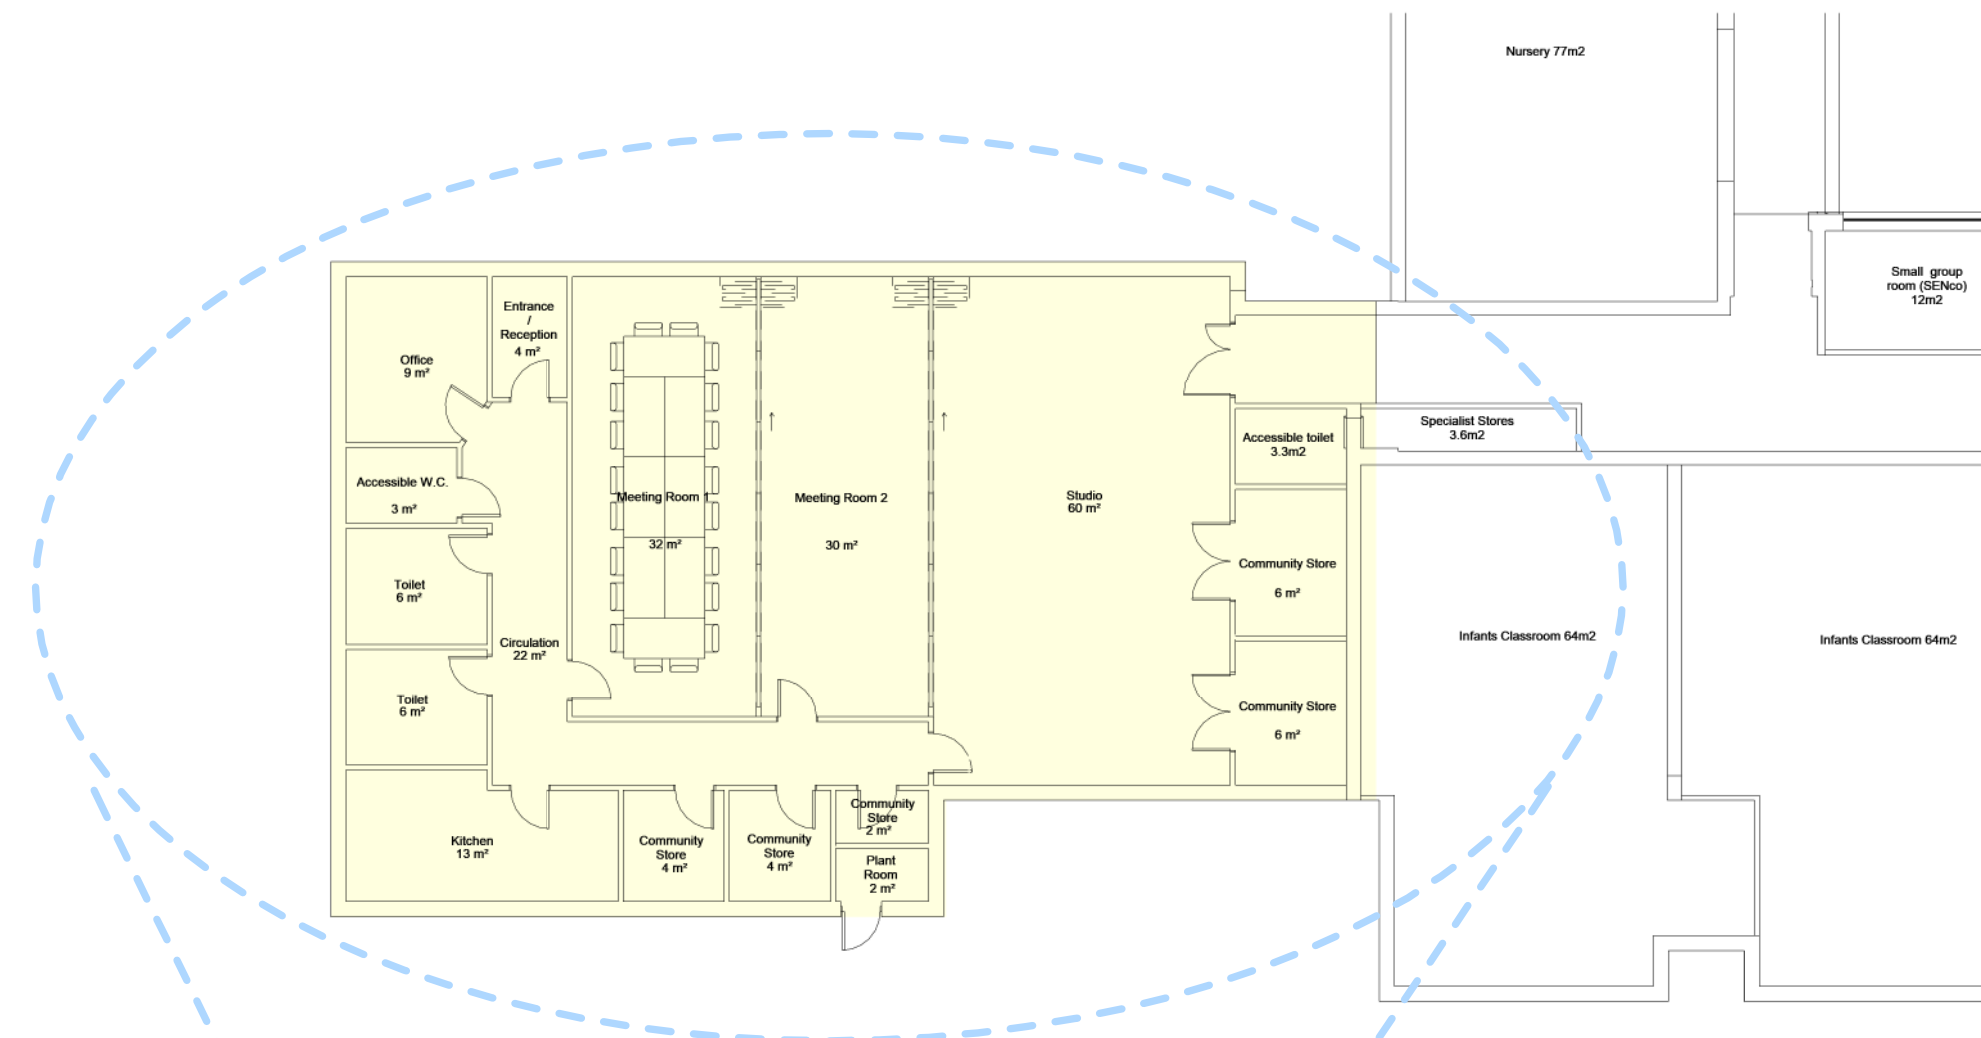 Nursery 77m2
Small group
room (SENco)
12m2
Entrance
/
Reception
4 m²
Office
9 m²
Accessible W.C.
3 m²
Toilet
6 m²
Toilet
6 m²
Circulation
22 m²
Kitchen
13 m²
Meeting Room 1
32 m²
Meeting Room 2
30 m²
Studio
60 m²
Accessible toilet
3.3m2
Specialist Stores
3.6m2
Community Store
6 m²
Community Store
6 m²
Community
Store
4 m²
Community
Store
4 m²
Community
Store
2 m²
Plant
Room
2 m²
Infants Classroom 64m2
Infants Classroom 64m2